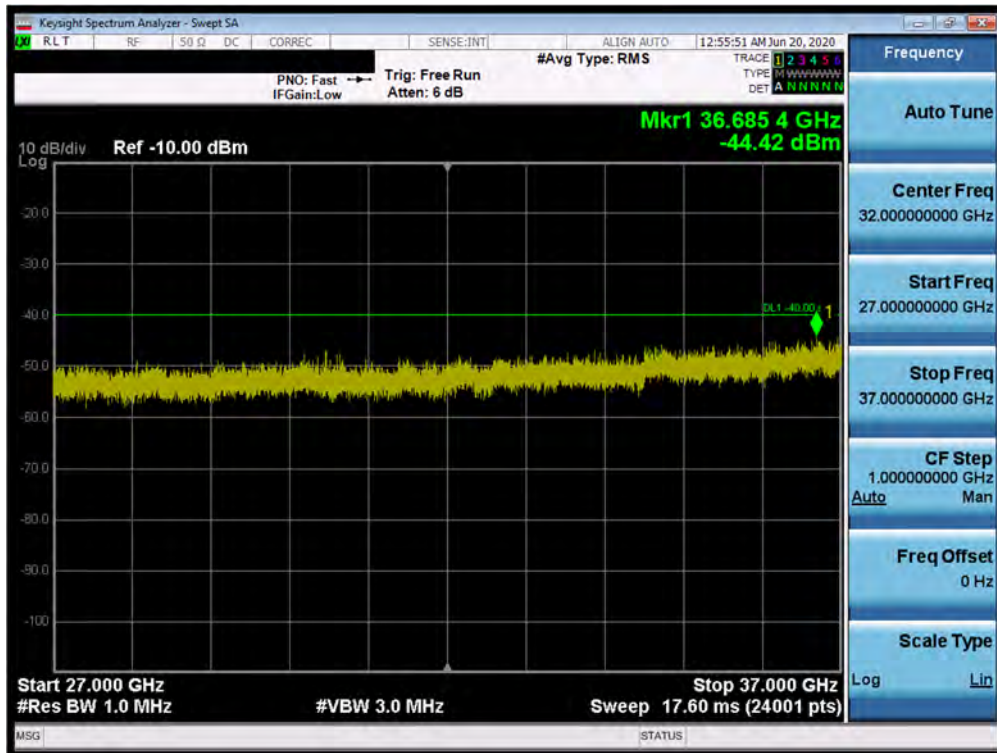 Keysight Spectrum Analyzer - Swept SA
LXI RLT RF 50 Ω DC CORREC SENSE:INT ALIGN AUTO 12:55:51 AM Jun 20, 2020
#Avg Type: RMS TRACE 1 2 3 4 5 6
PNO: Fast Trig: Free Run TYPE M WWWWW
IFGain:Low Atten: 6 dB DET A N N N N N
Mkr1 36.685 4 GHz
10 dB/div Ref -10.00 dBm -44.42 dBm
Log
-20.0
-30.0
-40.0 DL1 -40.00 1
-50.0
-60.0
-70.0
-80.0
-90.0
-100
Start 27.000 GHz Stop 37.000 GHz
#Res BW 1.0 MHz #VBW 3.0 MHz Sweep 17.60 ms (24001 pts)
MSG STATUS
Frequency
Auto Tune
Center Freq
32.000000000 GHz
Start Freq
27.000000000 GHz
Stop Freq
37.000000000 GHz
CF Step
1.000000000 GHz
Auto Man
Freq Offset
0 Hz
Scale Type
Log Lin